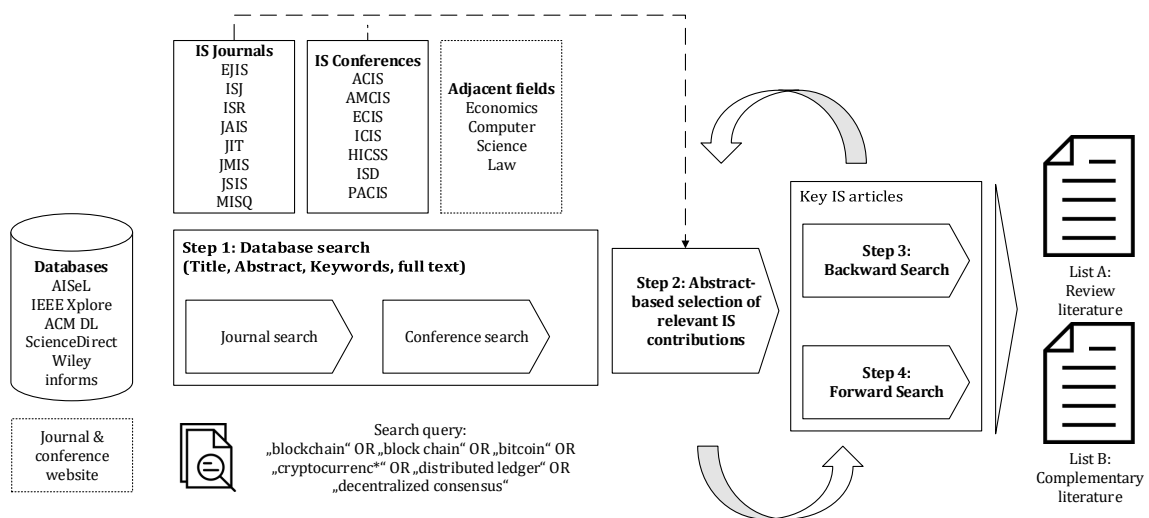 IS Journals
EJIS
ISJ
ISR
JAIS
JIT
JMIS
JSIS
MISQ
IS Conferences
ACIS
AMCIS
ECIS
ICIS
HICSS
ISD
PACIS
Adjacent fields
Economics
Computer
Science
Law
Databases
AISeL
IEEE Xplore
ACM DL
ScienceDirect
Wiley
informs
Journal &
conference
website
Step 1: Database search
(Title, Abstract, Keywords, full text)
Journal search
Conference search
Search query:
„blockchain“ OR „block chain“ OR „bitcoin“ OR
„cryptocurrenc*“ OR „distributed ledger“ OR
„decentralized consensus“
Step 2: Abstract-
based selection of
relevant IS
contributions
Key IS articles
Step 3:
Backward Search
Step 4:
Forward Search
List A:
Review
literature
List B:
Complementary
literature